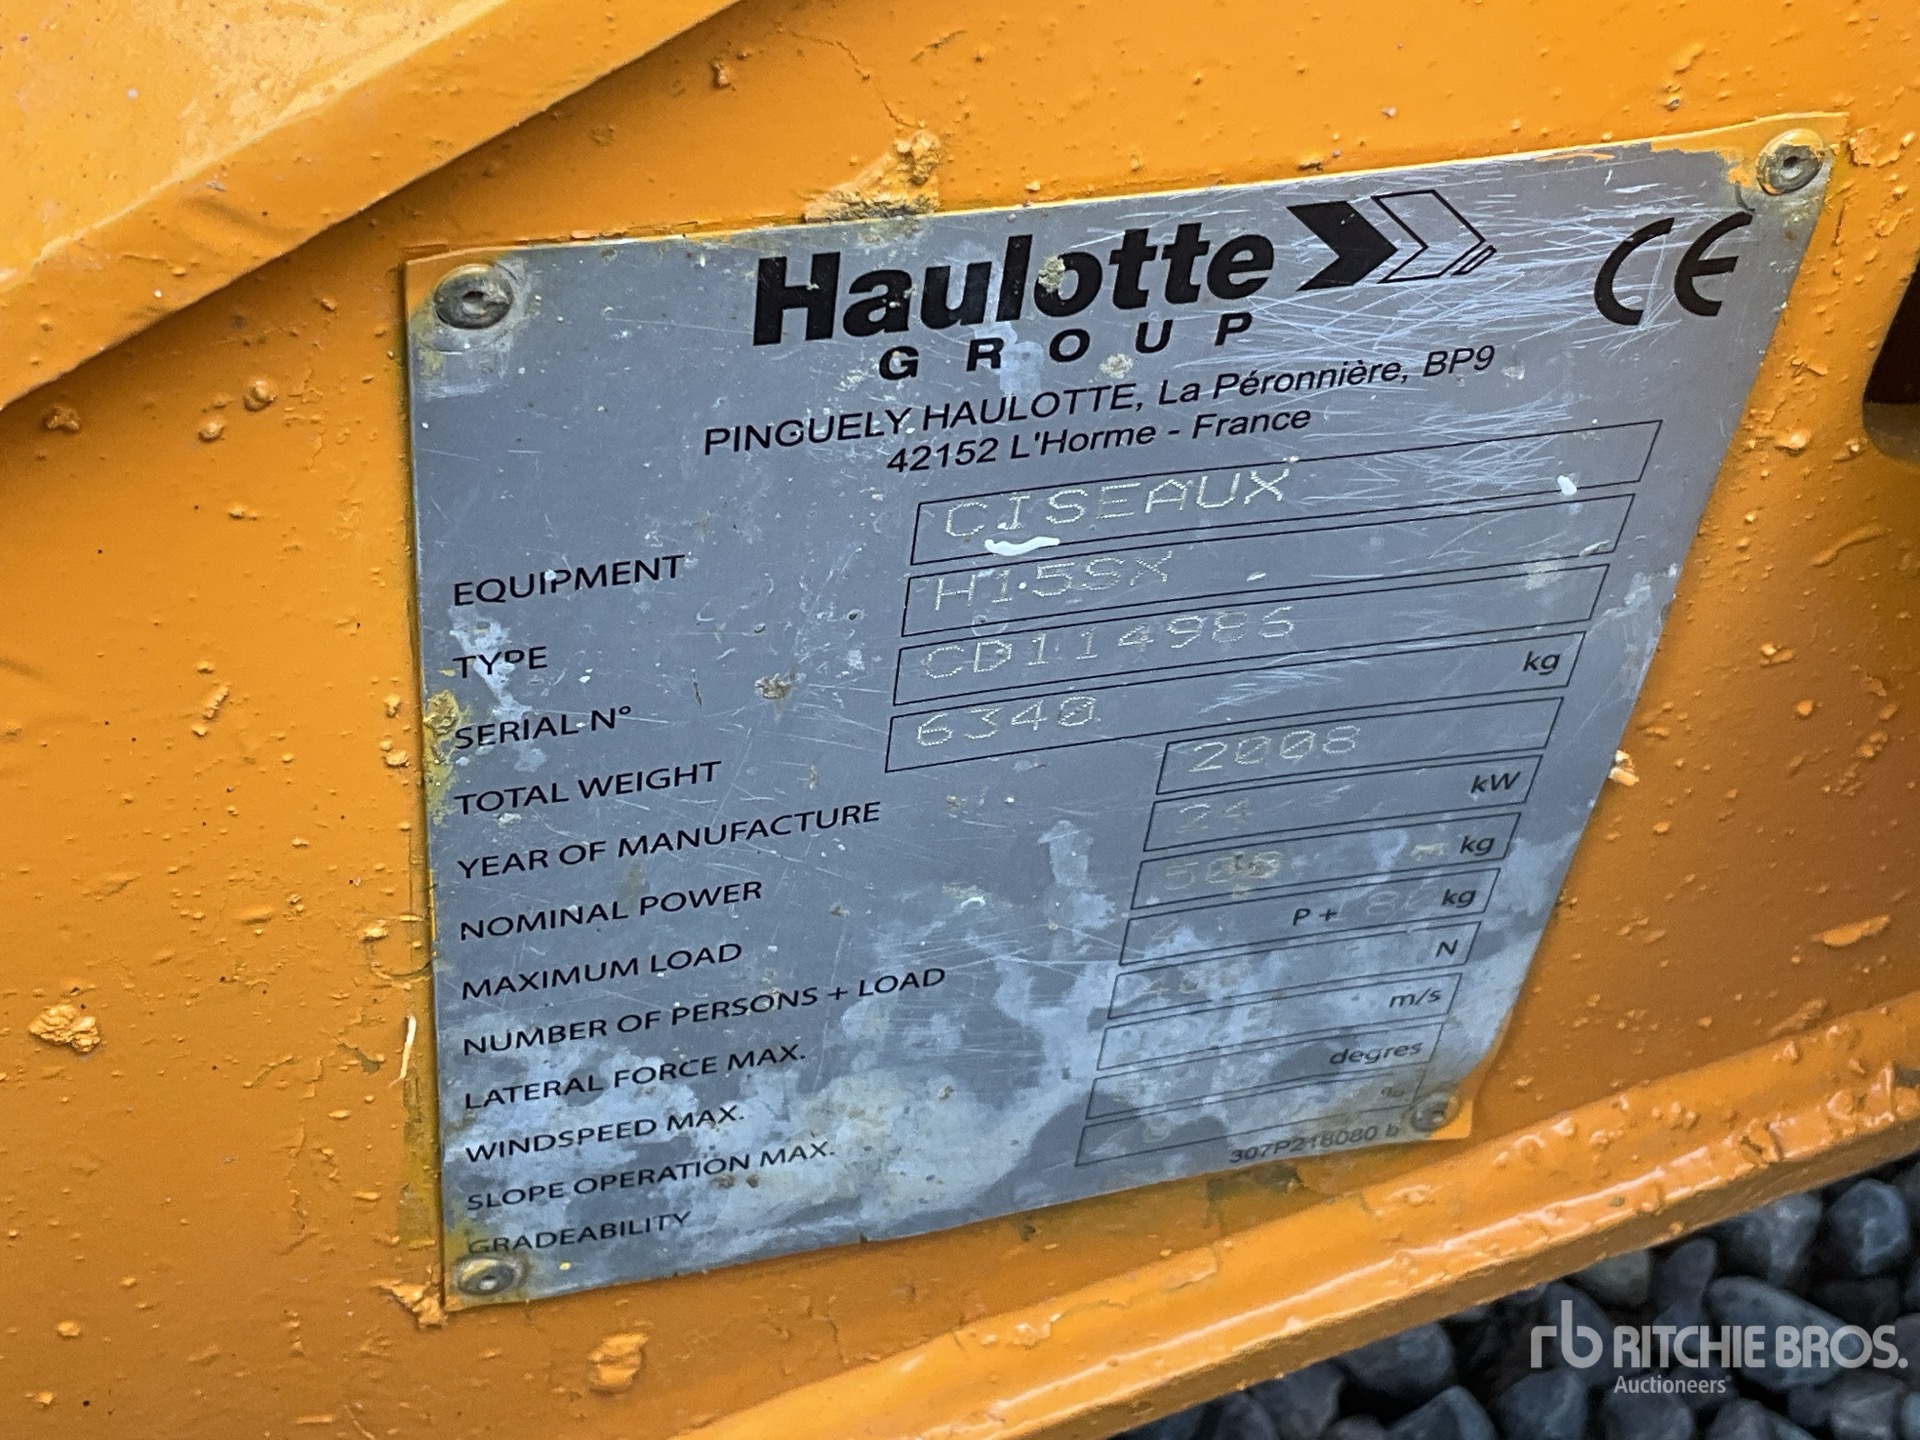 Haulotte
GROUP
CE
PINGUELY HAULOTTE, La Péronnière, BP9
42152 L'Horme - France
EQUIPMENT CISEAUX
TYPE H15SX
SERIAL N° CD114986
TOTAL WEIGHT 6340 kg
YEAR OF MANUFACTURE 2008
NOMINAL POWER 24 kW
MAXIMUM LOAD 500 kg
NUMBER OF PERSONS + LOAD P + kg
LATERAL FORCE MAX. N
WINDSPEED MAX. m/s
SLOPE OPERATION MAX. degres
GRADEABILITY %
307P218080 b
rb RITCHIE BROS.
Auctioneers